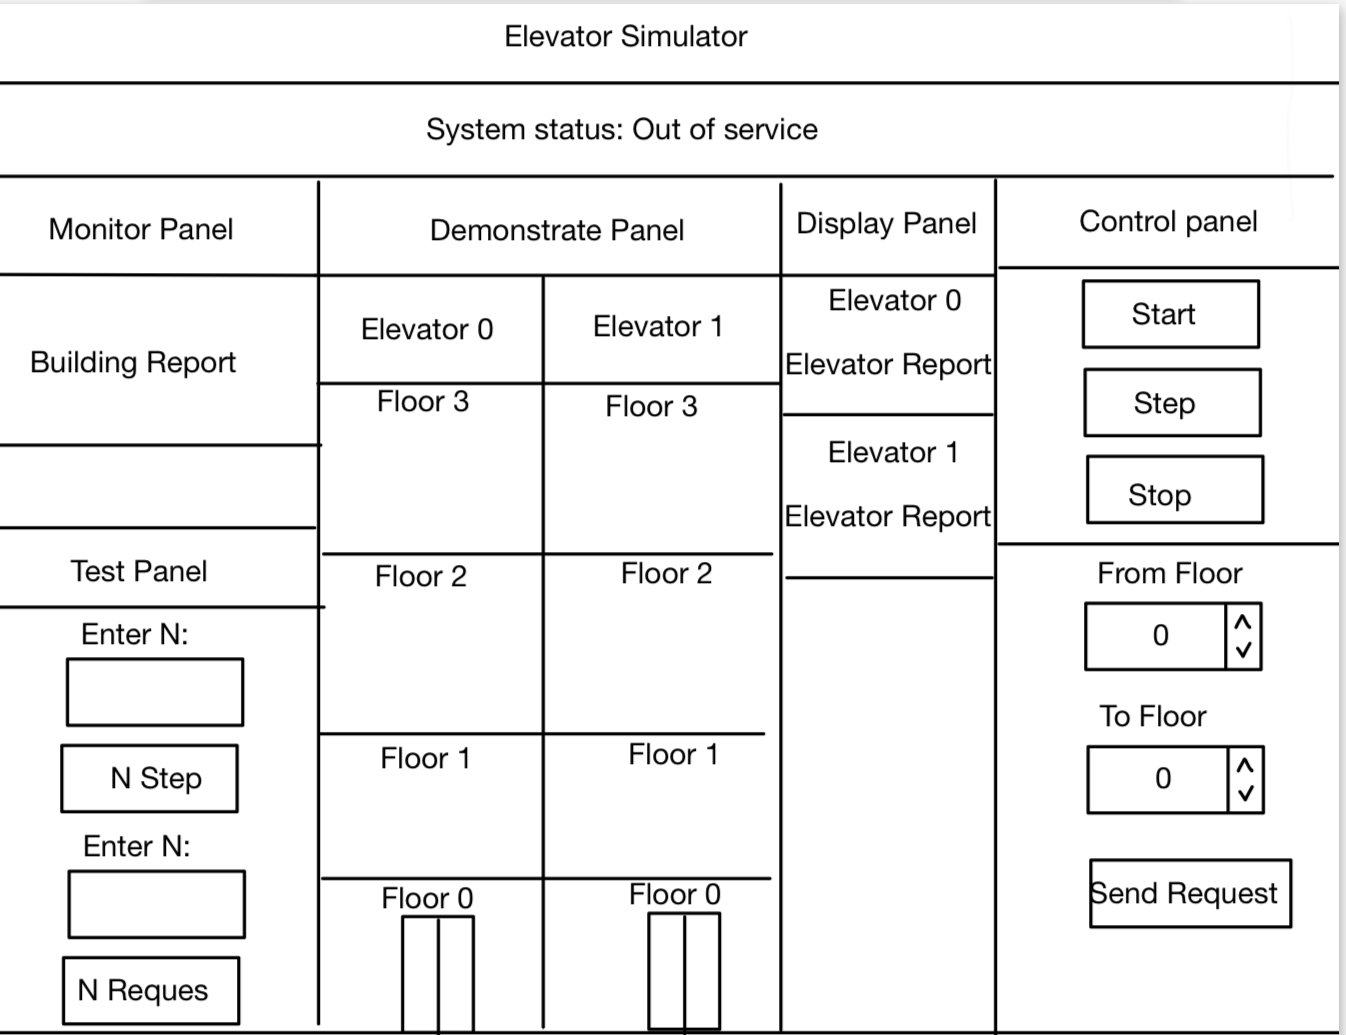 Elevator Simulator
System status: Out of service
Monitor Panel
Building Report
Test Panel
Enter N:
N Step
Enter N:
N Reques
Demonstrate Panel
Elevator 0
Floor 3
Floor 2
Floor 1
Floor 0
Elevator 1
Floor 3
Floor 2
Floor 1
Floor 0
Display Panel
Elevator 0
Elevator Report
Elevator 1
Elevator Report
Control panel
Start
Step
Stop
From Floor
0
To Floor
0
Send Request